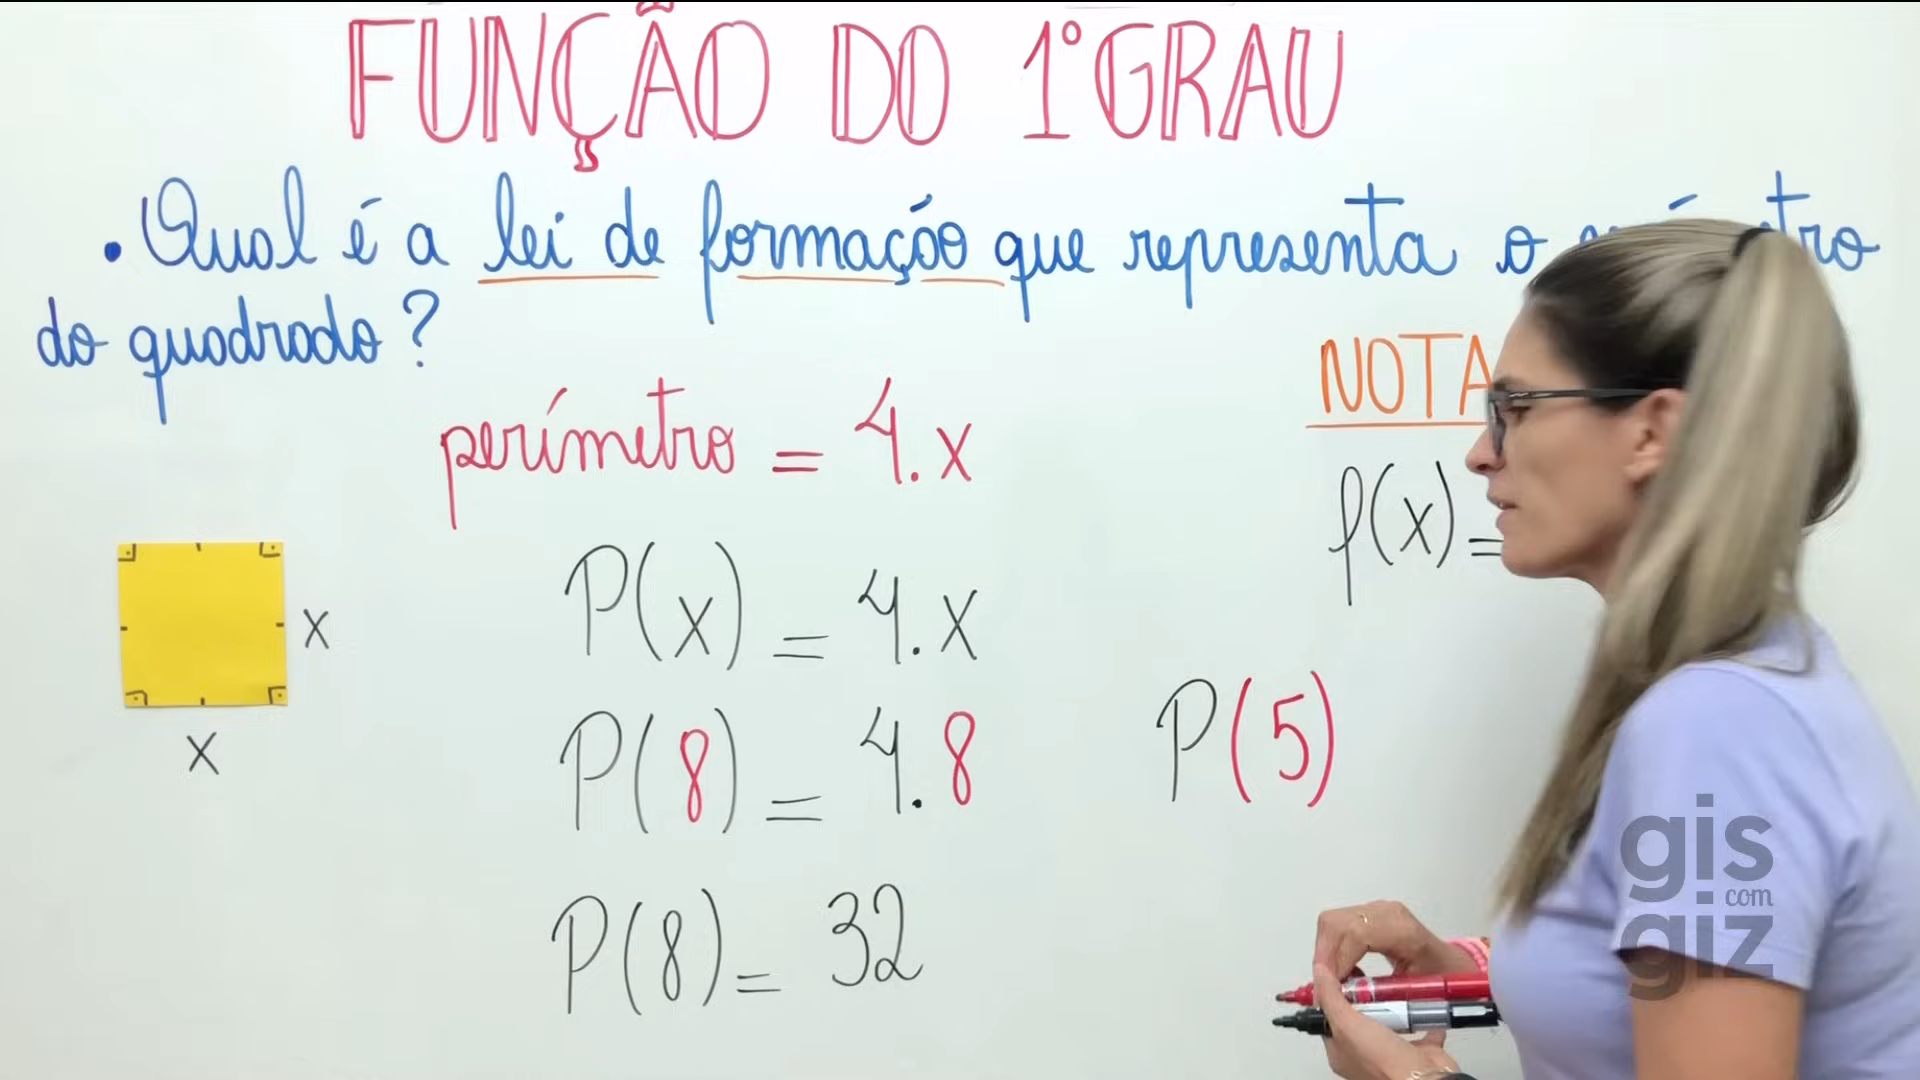 FUNÇÃO DO 1º GRAU
• Qual é a lei de formação que representa o
do quadrado?
NOTA
perímetro = 4.x
f(x)=
P(x) = 4.x
x
x
P(8) = 4.8
P(5)
P(8) = 32
gis
com
giz